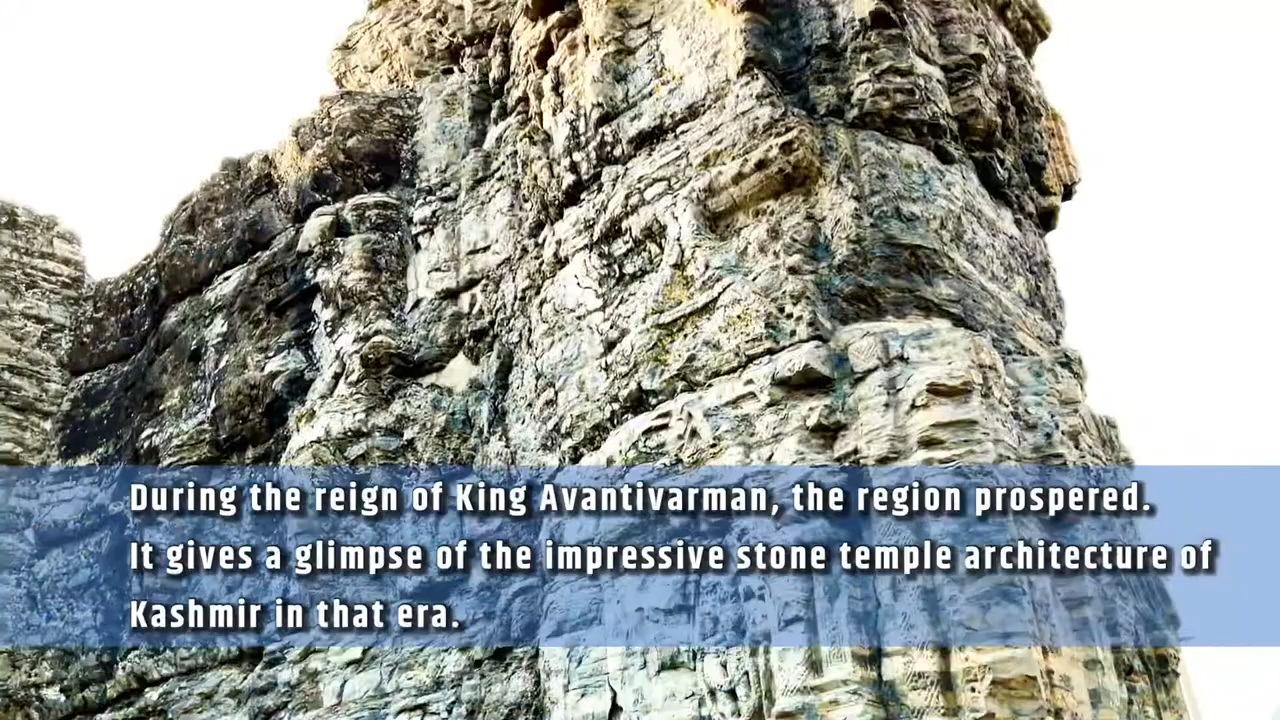 During the reign of King Avantivarman, the region prospered.
It gives a glimpse of the impressive stone temple architecture of
Kashmir in that era.